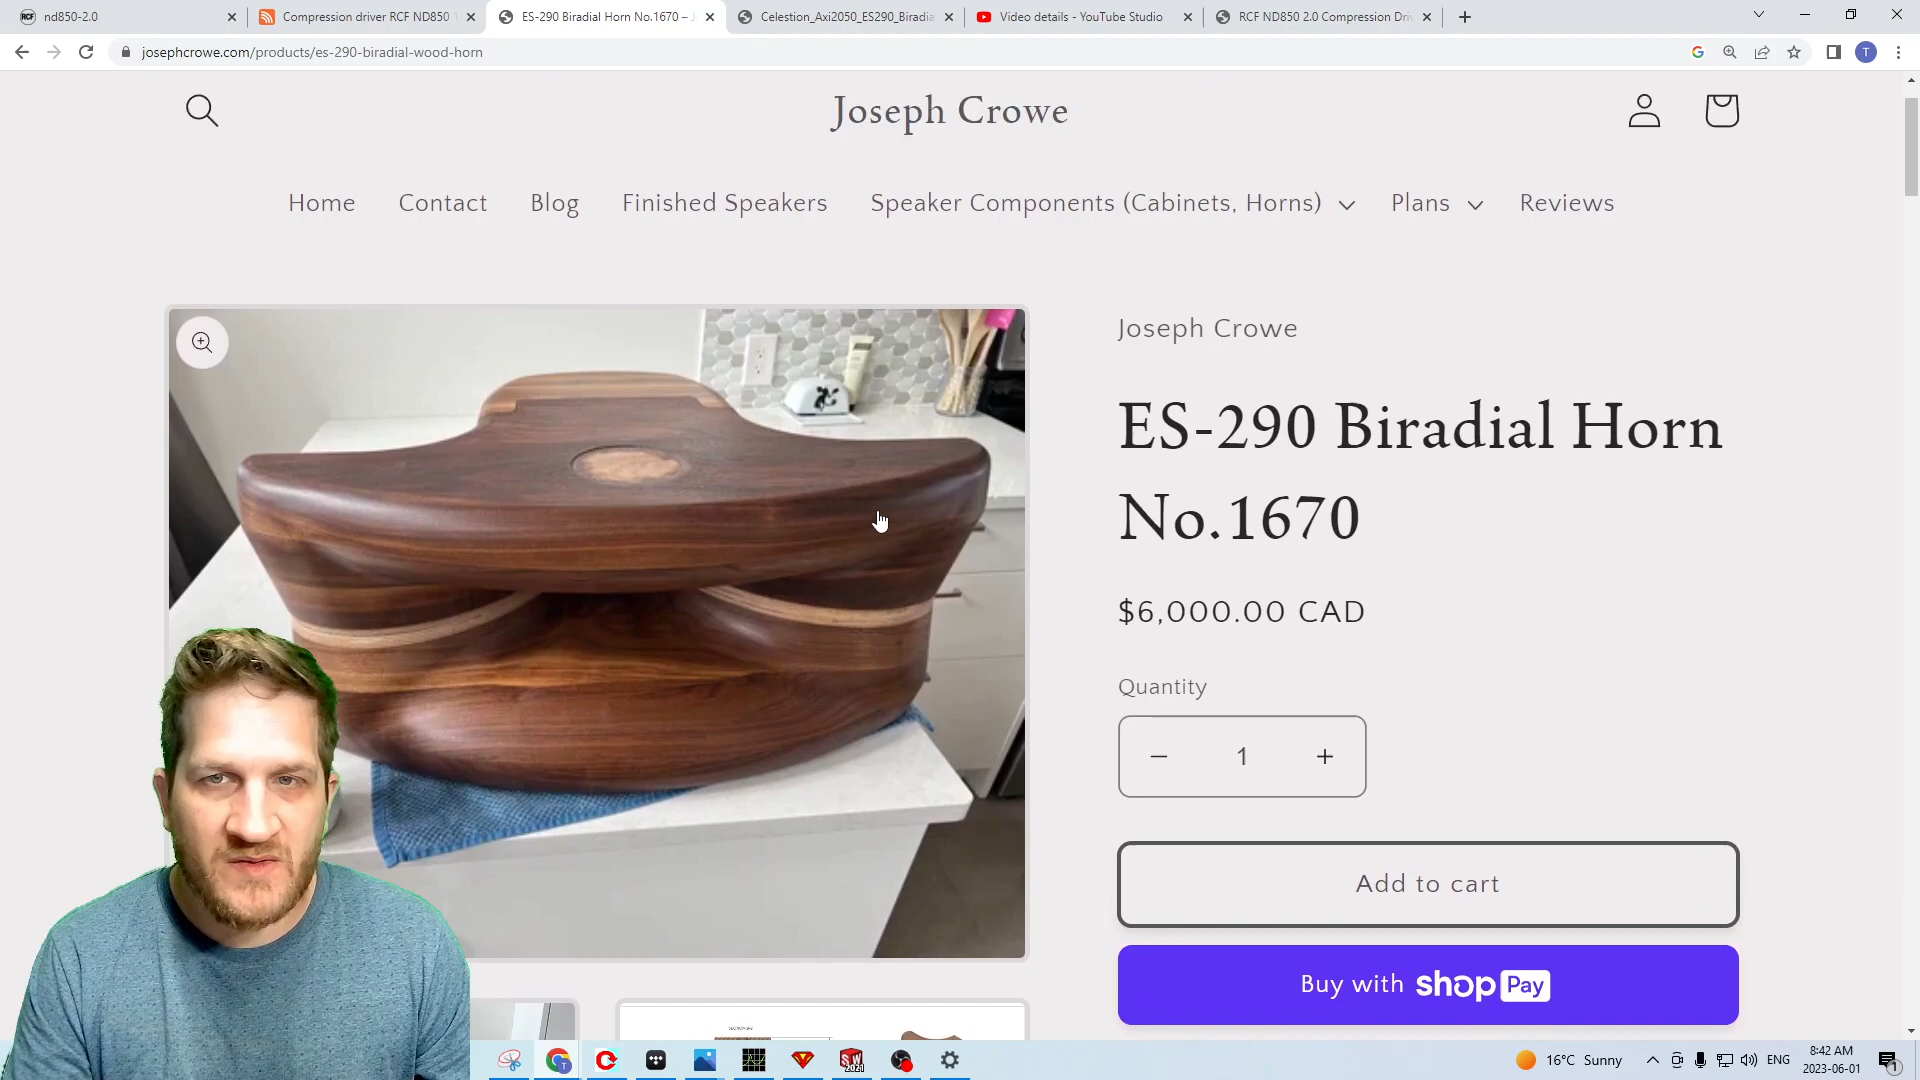 nd850-2.0
Compression driver RCF ND850 1
ES-290 Biradial Horn No.1670 –
Celestion_Axi2050_ES290_Biradia
Video details - YouTube Studio
RCF ND850 2.0 Compression Driv
josephcrowe.com/products/es-290-biradial-wood-horn
T
Joseph Crowe
Home
Contact
Blog
Finished Speakers
Speaker Components (Cabinets, Horns)
Plans
Reviews
Joseph Crowe
ES-290 Biradial Horn
No.1670
$6,000.00 CAD
Quantity
1
Add to cart
Buy with shop Pay
16°C Sunny
ENG
8:42 AM
2023-06-01